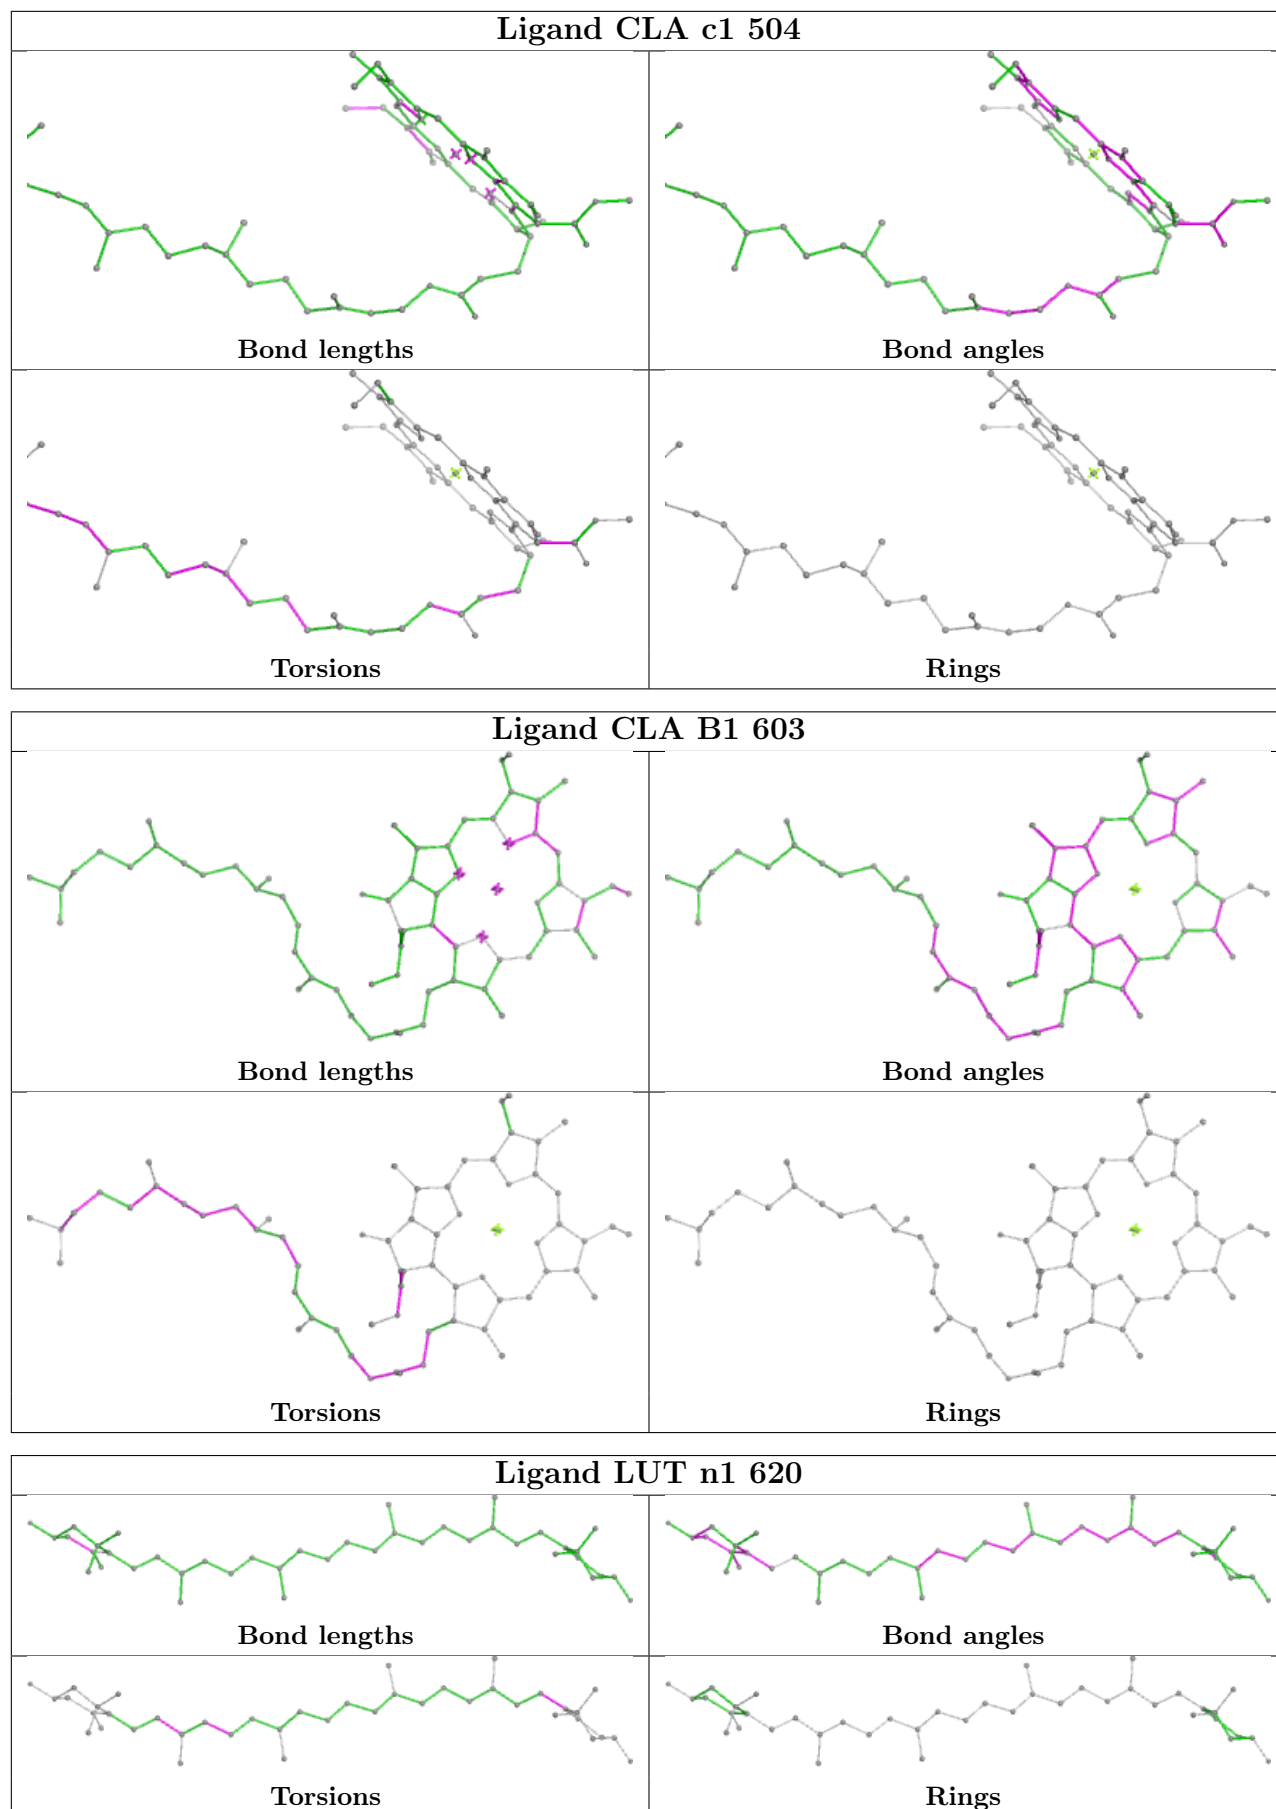 Ligand CLA c1 504
Bond lengths
Bond angles
Torsions
Rings
Ligand CLA B1 603
Bond lengths
Bond angles
Torsions
Rings
Ligand LUT n1 620
Bond lengths
Bond angles
Torsions
Rings